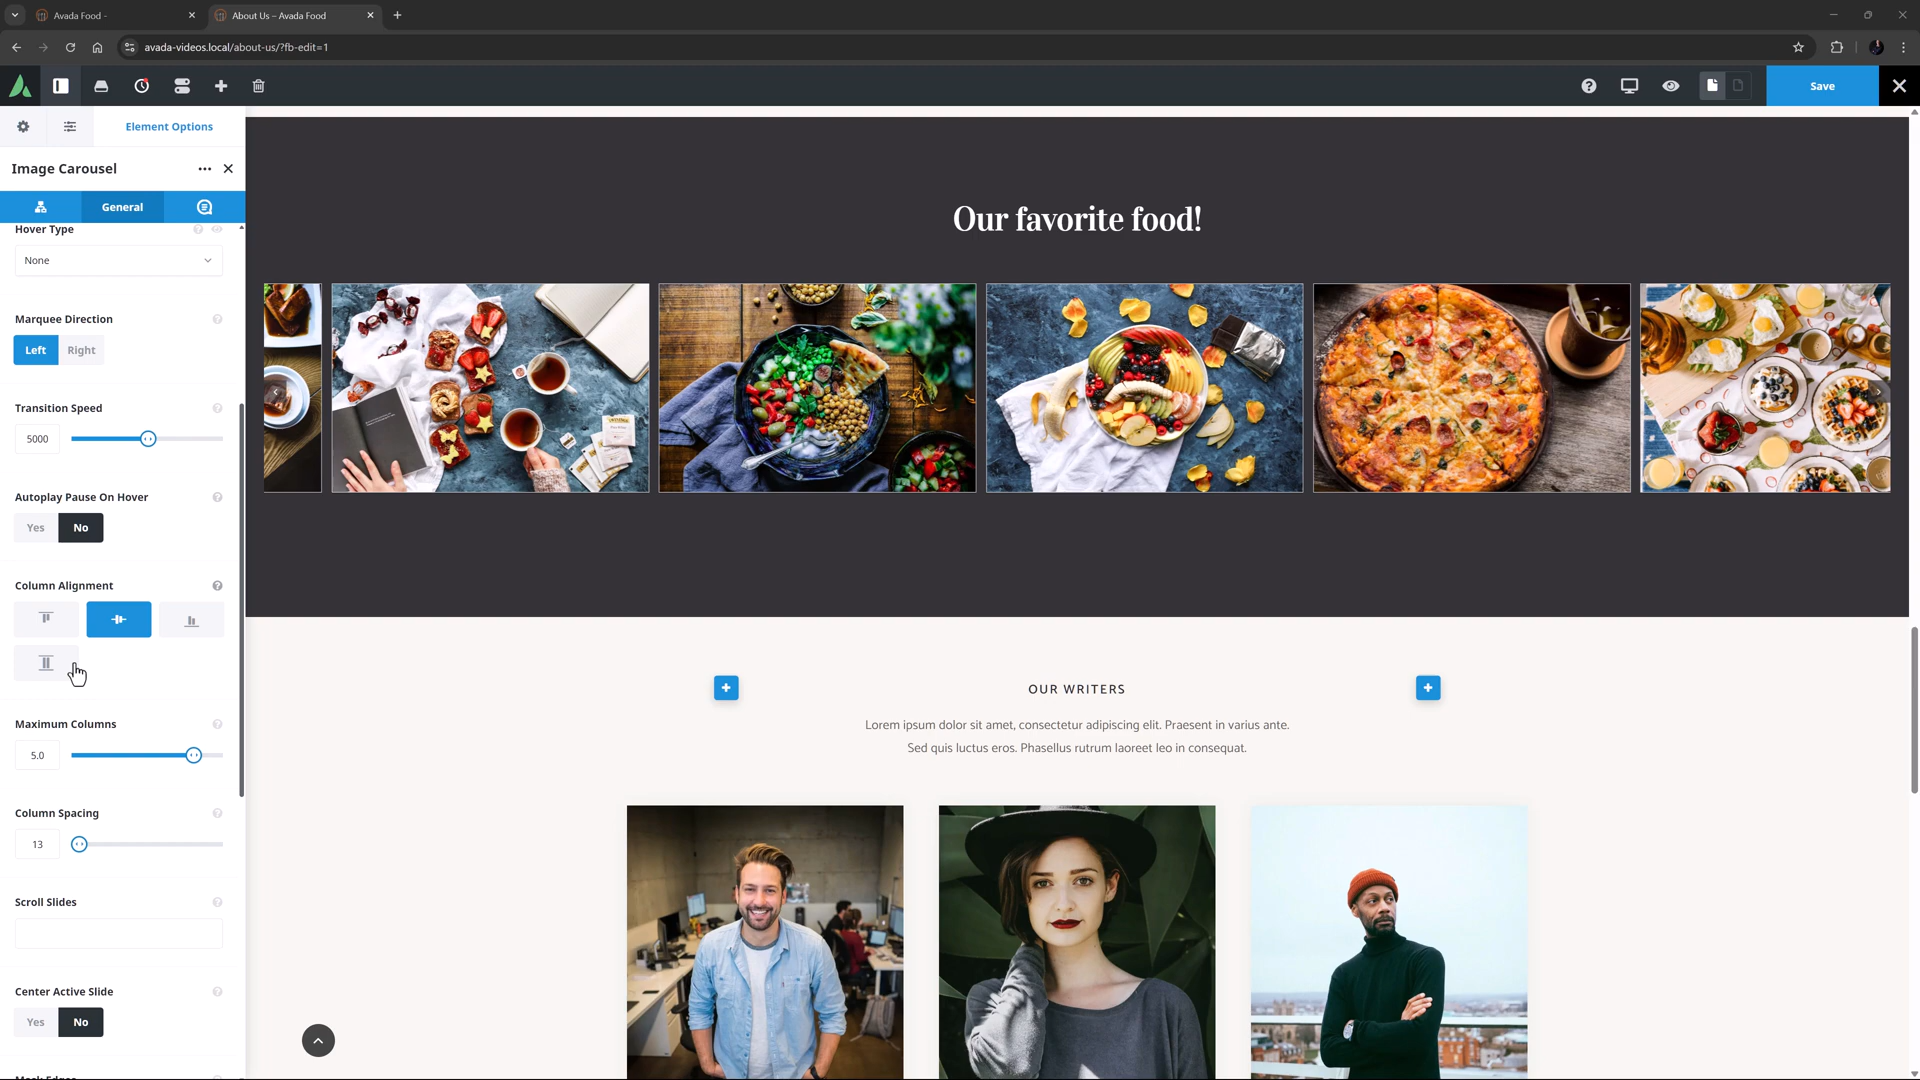 Avada Food -
About Us – Avada Food
avada-videos.local/about-us/?fb-edit=1
Save
Element Options
Image Carousel
General
Hover Type
None
Marquee Direction
Left
Right
Transition Speed
5000
Autoplay Pause On Hover
Yes
No
Column Alignment
Maximum Columns
5.0
Column Spacing
13
Scroll Slides
Center Active Slide
Yes
No
Our favorite food!
OUR WRITERS
Lorem ipsum dolor sit amet, consectetur adipiscing elit. Praesent in varius ante.
Sed quis luctus eros. Phasellus rutrum laoreet leo in consequat.